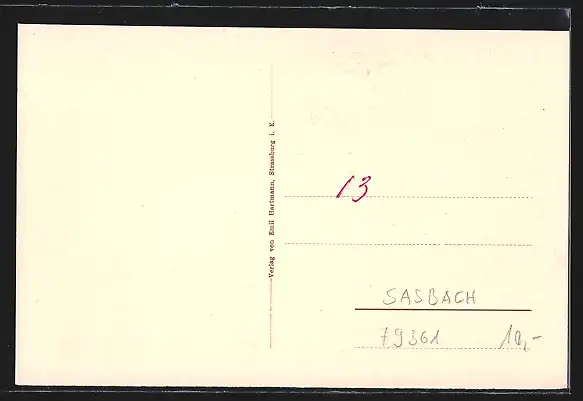 Verlag von Emil Hartmann, Strassburg i. E.
13
SASBACH
79361 10,-